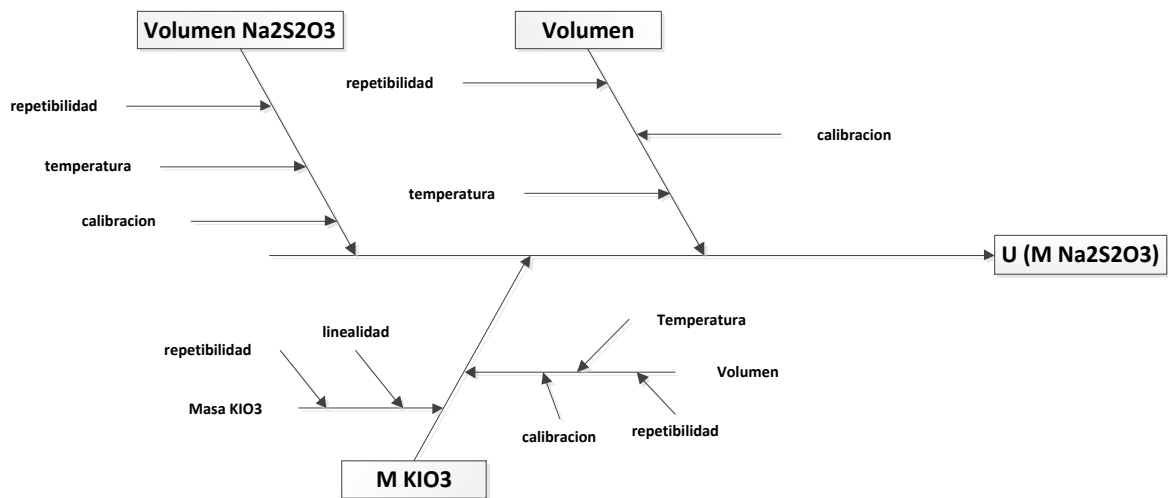 Volumen Na2S2O3
Volumen
repetibilidad
repetibilidad
calibracion
temperatura
temperatura
calibracion
U (M Na2S2O3)
Temperatura
linealidad
repetibilidad
Volumen
Masa KIO3
calibracion
repetibilidad
M KIO3